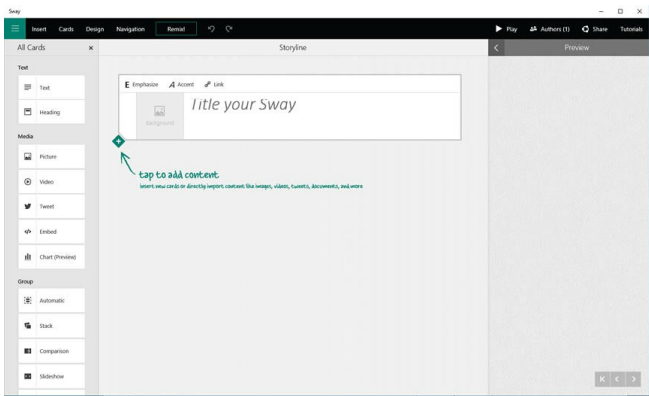 Sway
Insert Cards Design Navigation Remix! Play Authors (1) Share Tutorials
All Cards × Storyline Preview
Text
Text
Heading
Media
Picture
Video
Tweet
Embed
Chart (Preview)
Group
Automatic
Stack
Comparison
Slideshow
E Emphasize A Accent Link
Title your Sway
Background
tap to add content
insert new cards or directly import content like images, videos, tweets, documents, and more